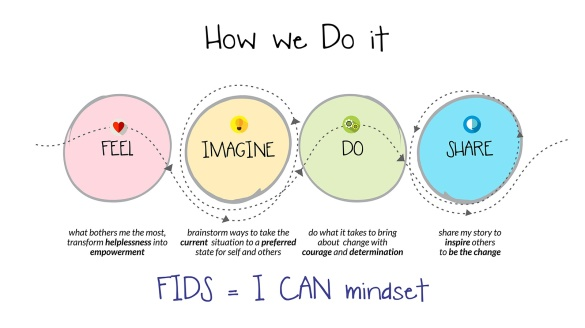 How we Do it
FEEL
IMAGINE
DO
SHARE
what bothers me the most,
transform helplessness into
empowerment
brainstorm ways to take the
current situation to a preferred
state for self and others
do what it takes to bring
about change with
courage and determination
share my story to
inspire others
to be the change
FIDS = I CAN mindset